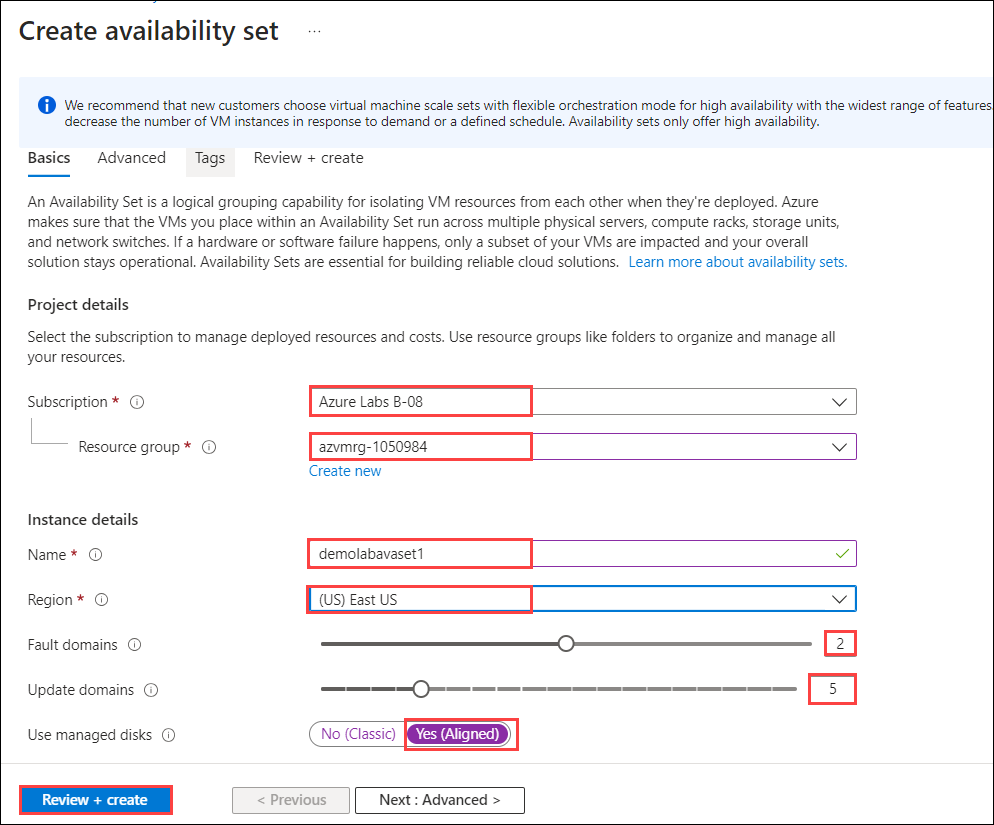 Create availability set ...
We recommend that new customers choose virtual machine scale sets with flexible orchestration mode for high availability with the widest range of features
decrease the number of VM instances in response to demand or a defined schedule. Availability sets only offer high availability.
Basics Advanced Tags Review + create
An Availability Set is a logical grouping capability for isolating VM resources from each other when they're deployed. Azure
makes sure that the VMs you place within an Availability Set run across multiple physical servers, compute racks, storage units,
and network switches. If a hardware or software failure happens, only a subset of your VMs are impacted and your overall
solution stays operational. Availability Sets are essential for building reliable cloud solutions. Learn more about availability sets.
Project details
Select the subscription to manage deployed resources and costs. Use resource groups like folders to organize and manage all
your resources.
Subscription * Azure Labs B-08
Resource group * azvmrg-1050984
Create new
Instance details
Name * demolabavaset1
Region * (US) East US
Fault domains 2
Update domains 5
Use managed disks No (Classic) Yes (Aligned)
Review + create < Previous Next : Advanced >